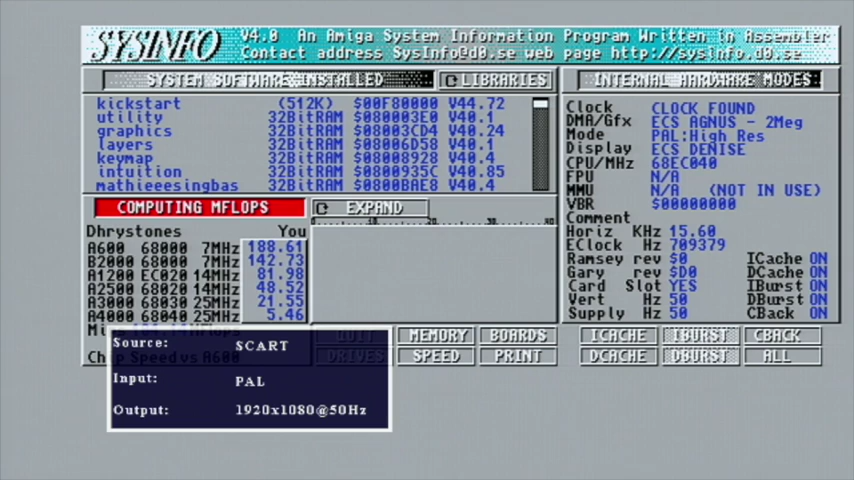 SYSINFO
V4.0 An Amiga System Information Program Written in Assembler
Contact address SysInfo@d0.se web page http://sysinfo.d0.se
SYSTEM SOFTWARE INSTALLED
LIBRARIES
INTERNAL HARDWARE MODES
kickstart (512K) $00F80000 V44.72
utility 32BitRAM $080003E0 V40.1
graphics 32BitRAM $08003CD4 V40.24
layers 32BitRAM $08006D58 V40.1
keymap 32BitRAM $08008928 V40.4
intuition 32BitRAM $0800935C V40.85
mathieeesingbas 32BitRAM $0800BAE8 V40.4
Clock CLOCK FOUND
DMA/Gfx ECS AGNUS - 2Meg
Mode PAL:High Res
Display ECS DENISE
CPU/MHz 68EC040
FPU N/A
MMU N/A (NOT IN USE)
VBR $00000000
Comment
Horiz KHz 15.60
EClock Hz 709379
Ramsey rev $0 ICache ON
Gary rev $D0 DCache ON
Card Slot YES IBurst ON
Vert Hz 50 DBurst ON
Supply Hz 50 CBack ON
COMPUTING MFLOPS
EXPAND
Dhrystones You
A600 68000 7MHz 188.61
B2000 68000 7MHz 142.73
A1200 EC020 14MHz 81.98
A2500 68020 14MHz 48.52
A3000 68030 25MHz 21.55
A4000 68040 25MHz 5.46
QUIT MEMORY BOARDS
DRIVES SPEED PRINT
ICACHE IBURST CBACK
DCACHE DBURST ALL
Source: SCART
Input: PAL
Output: 1920x1080@50Hz